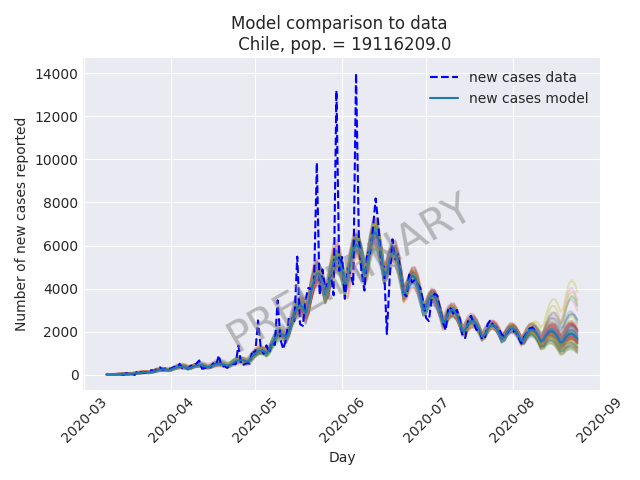 Model comparison to data
Chile, pop. = 19116209.0
new cases data
new cases model
Number of new cases reported
14000
12000
10000
8000
6000
4000
2000
0
PRELIMINARY
2020-03
2020-04
2020-05
2020-06
2020-07
2020-08
2020-09
Day